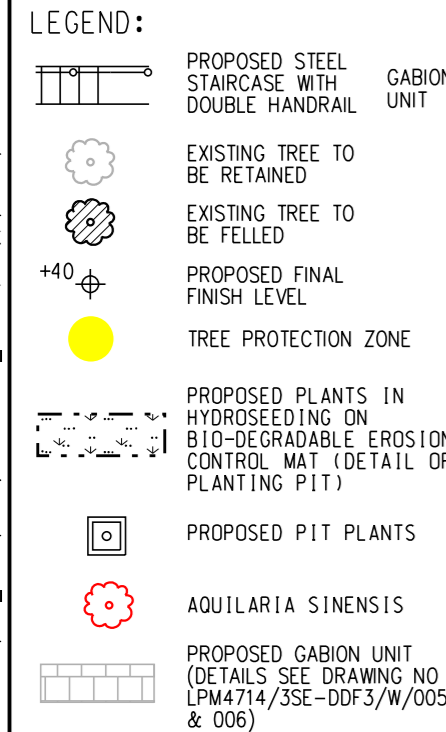 LEGEND:
PROPOSED STEEL
STAIRCASE WITH
DOUBLE HANDRAIL
GABION
UNIT
EXISTING TREE TO
BE RETAINED
EXISTING TREE TO
BE FELLED
+40
PROPOSED FINAL
FINISH LEVEL
TREE PROTECTION ZONE
PROPOSED PLANTS IN
HYDROSEEDING ON
BIO-DEGRADABLE EROSION
CONTROL MAT (DETAIL OF
PLANTING PIT)
PROPOSED PIT PLANTS
AQUILARIA SINENSIS
PROPOSED GABION UNIT
(DETAILS SEE DRAWING NO
LPM4714/3SE-DDF3/W/005
& 006)